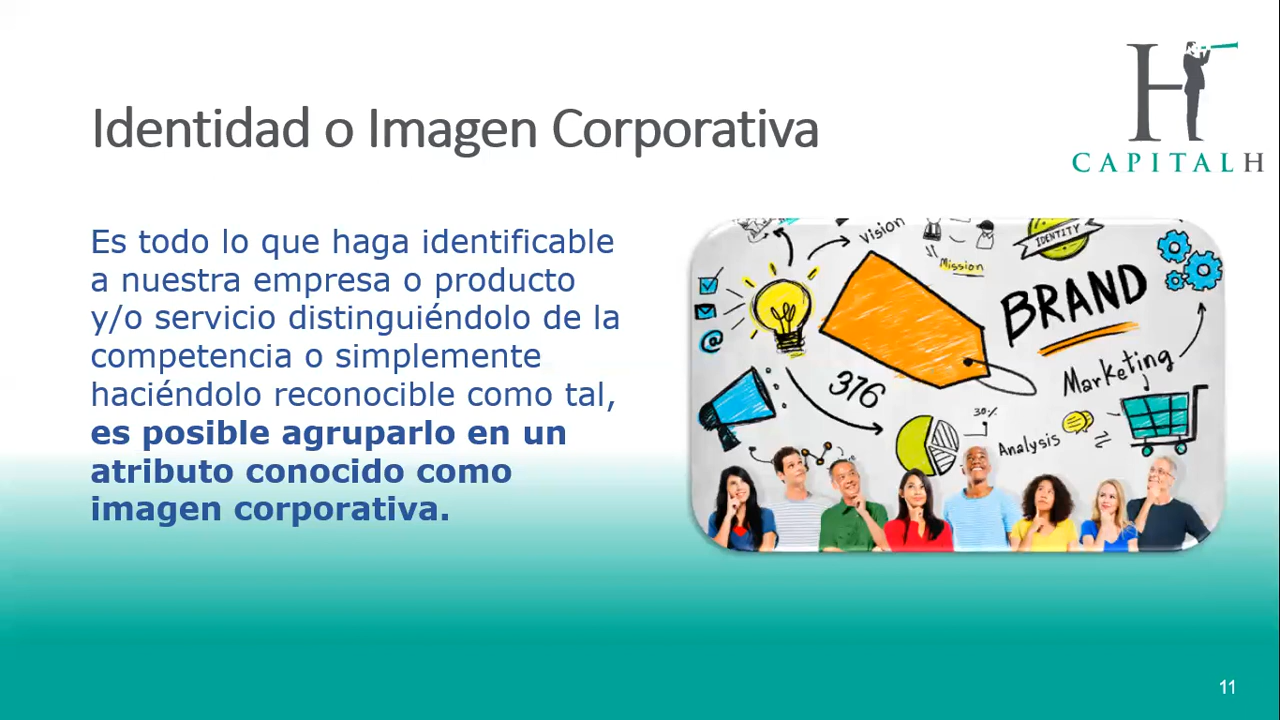 Identidad o Imagen Corporativa
H
CAPITALH
Es todo lo que haga identificable
a nuestra empresa o producto
y/o servicio distinguiéndolo de la
competencia o simplemente
haciéndolo reconocible como tal,
es posible agruparlo en un
atributo conocido como
imagen corporativa.
Vision
Mission
IDENTITY
BRAND
@
Marketing
376
30%
Analysis
11